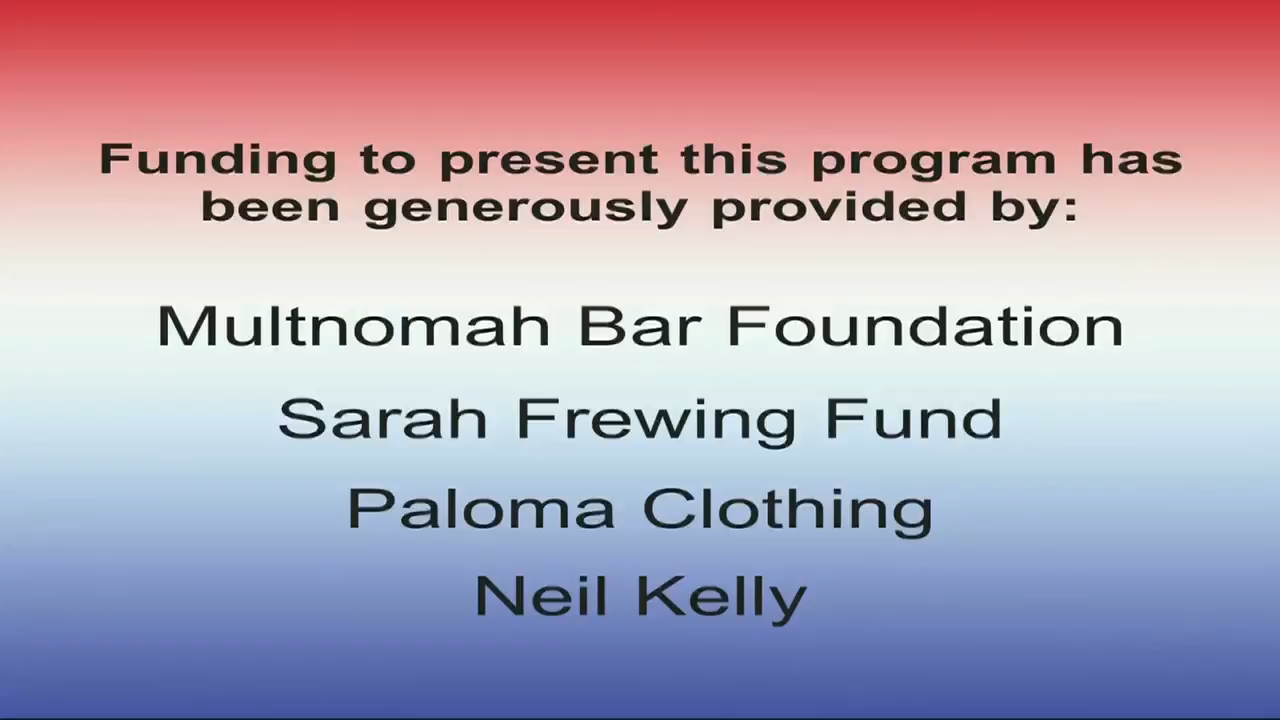 Funding to present this program has
been generously provided by:
Multnomah Bar Foundation
Sarah Frewing Fund
Paloma Clothing
Neil Kelly